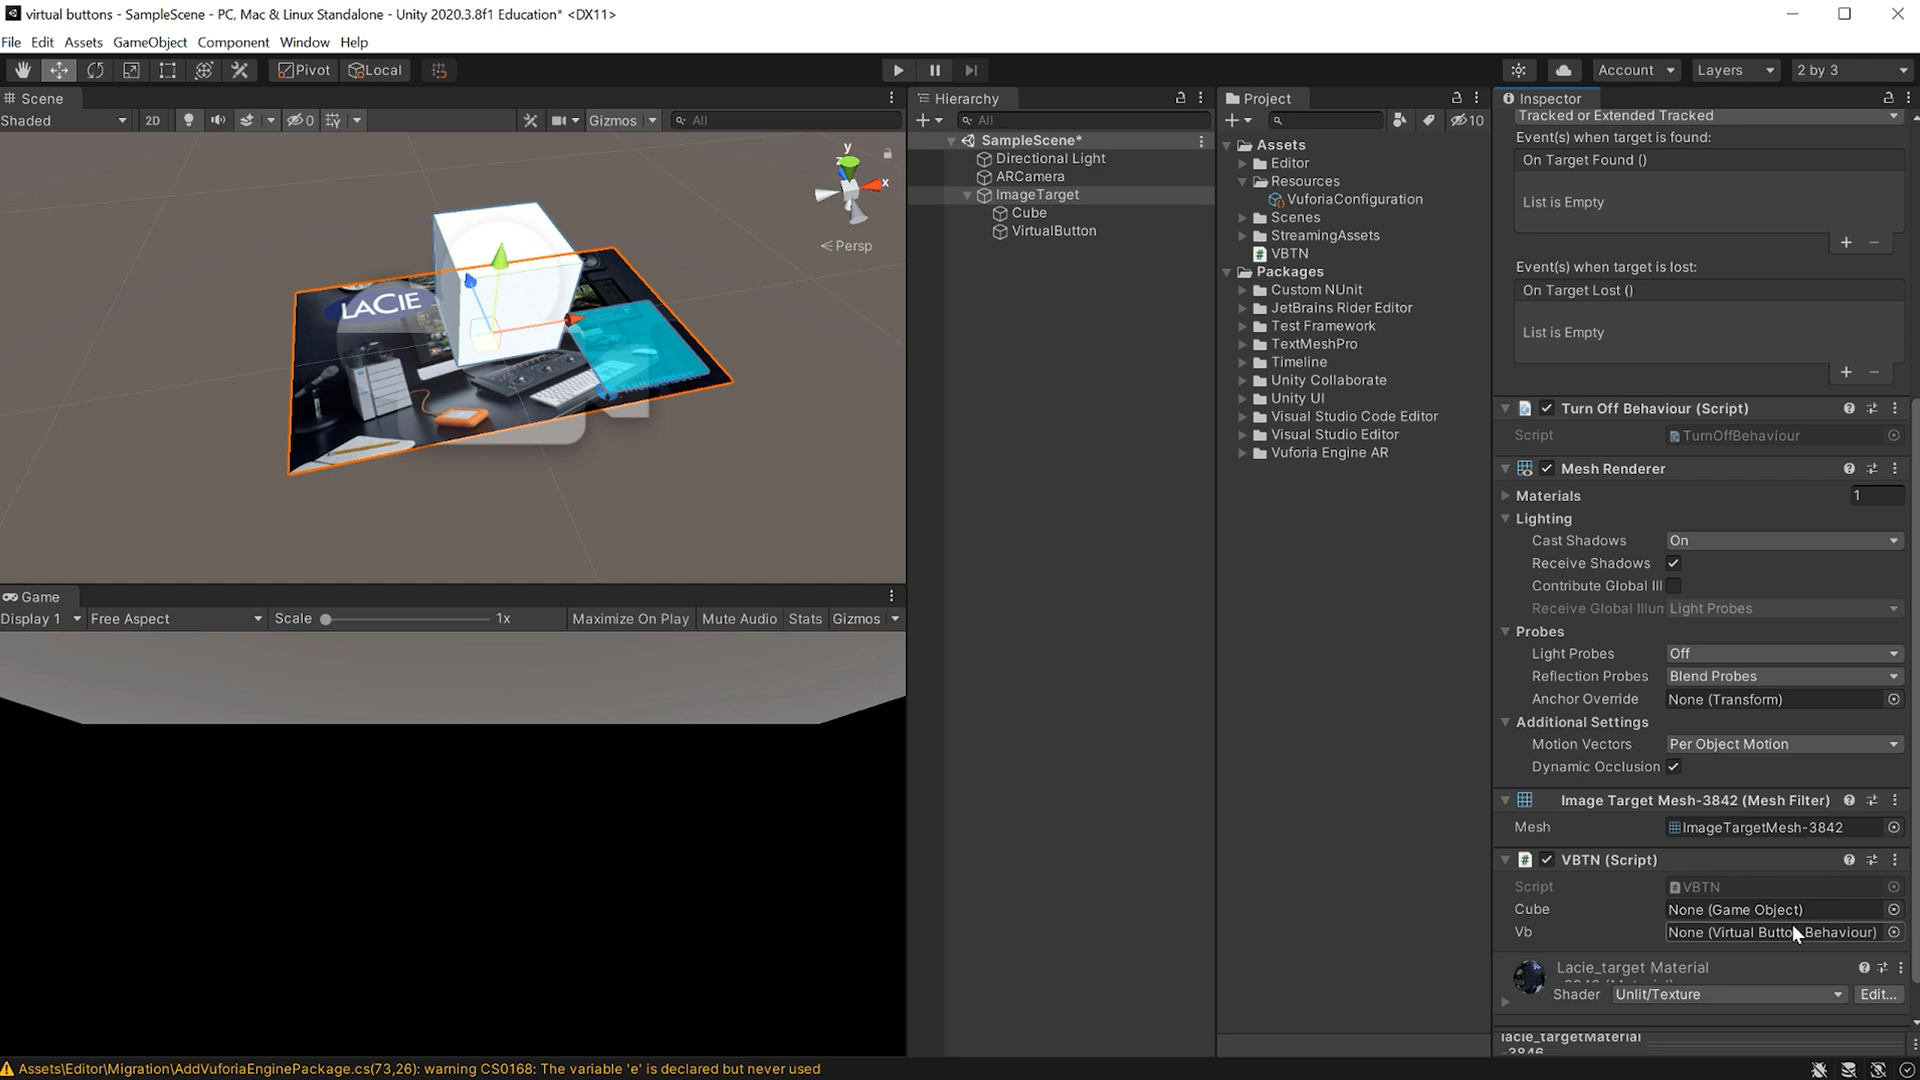 virtual buttons - SampleScene - PC, Mac & Linux Standalone - Unity 2020.3.8f1 Education* <DX11>
File Edit Assets GameObject Component Window Help
Pivot Local Account Layers 2 by 3
Scene
Shaded 2D 0 Gizmos All
y
z
x
Persp
LACIE
Game
Display 1 Free Aspect Scale 1x Maximize On Play Mute Audio Stats Gizmos
Hierarchy
All
SampleScene*
Directional Light
ARCamera
ImageTarget
Cube
VirtualButton
Project
10
Assets
Editor
Resources
VuforiaConfiguration
Scenes
StreamingAssets
VBTN
Packages
Custom NUnit
JetBrains Rider Editor
Test Framework
TextMeshPro
Timeline
Unity Collaborate
Unity UI
Visual Studio Code Editor
Visual Studio Editor
Vuforia Engine AR
Inspector
Tracked or Extended Tracked
Event(s) when target is found:
On Target Found ()
List is Empty
Event(s) when target is lost:
On Target Lost ()
List is Empty
Turn Off Behaviour (Script)
Script TurnOffBehaviour
Mesh Renderer
Materials 1
Lighting
Cast Shadows On
Receive Shadows
Contribute Global Ill
Receive Global Illum Light Probes
Probes
Light Probes Off
Reflection Probes Blend Probes
Anchor Override None (Transform)
Additional Settings
Motion Vectors Per Object Motion
Dynamic Occlusion
Image Target Mesh-3842 (Mesh Filter)
Mesh ImageTargetMesh-3842
VBTN (Script)
Script VBTN
Cube None (Game Object)
Vb None (Virtual Button Behaviour)
Lacie_target Material
Shader Unlit/Texture Edit...
lacie_targetMaterial
-3846
Assets\Editor\Migration\AddVuforiaEnginePackage.cs(73,26): warning CS0168: The variable 'e' is declared but never used